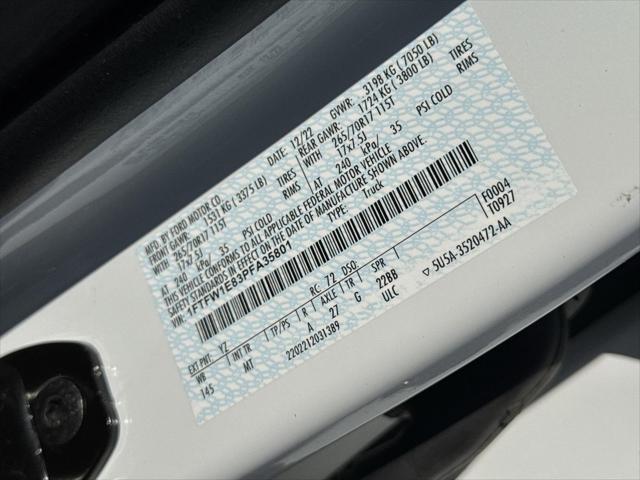 MFD. BY FORD MOTOR CO.
DATE: 12/22 GVWR: 3198 KG ( 7050 LB)
FRONT GAWR: 1531 KG ( 3375 LB) REAR GAWR: 1724 KG ( 3800 LB)
WITH 265/70R17 115T TIRES WITH 265/70R17 115T TIRES
17x7.5J RIMS 17x7.5J RIMS
AT 240 kPa/ 35 PSI COLD AT 240 kPa/ 35 PSI COLD
THIS VEHICLE CONFORMS TO ALL APPLICABLE FEDERAL MOTOR VEHICLE
SAFETY STANDARDS IN EFFECT ON THE DATE OF MANUFACTURE SHOWN ABOVE.
VIN: 1FTFW1E83PFA35801
TYPE: Truck
F0004
T0927
EXT PNT: YZ RC: 72 DSO:
WB INT TR TP/PS R AXLE TR SPR
145 MT A 27 G 22BB
2202212031389 ULC 5U5A-3520472-AA